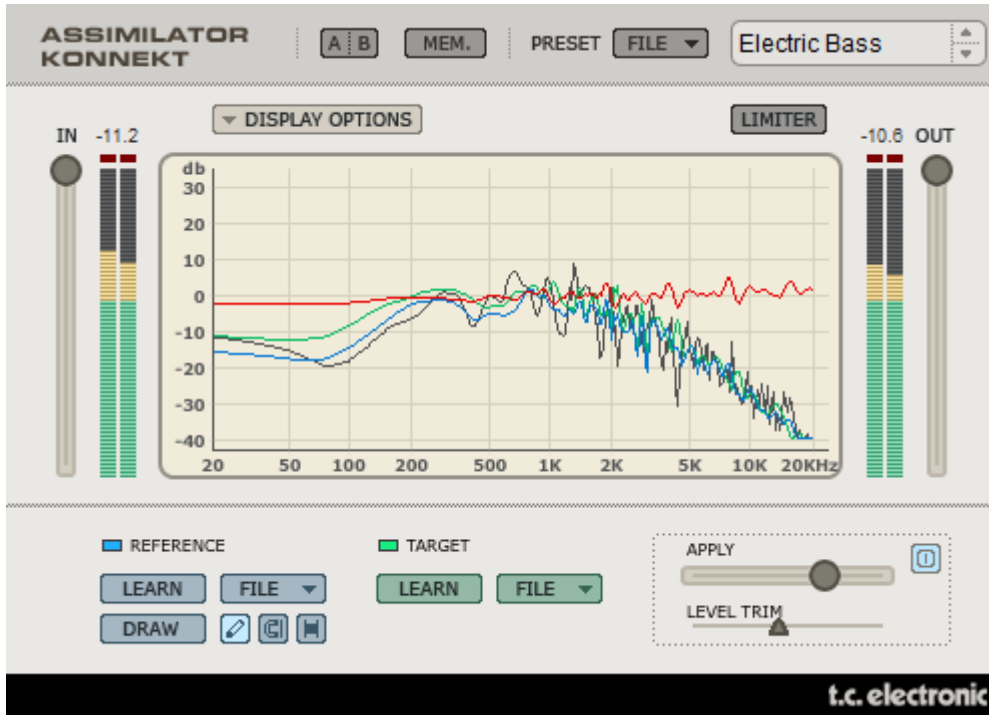 ASSIMILATOR
KONNEKT
A B
MEM.
PRESET
FILE
Electric Bass
DISPLAY OPTIONS
LIMITER
IN
-11.2
-10.6
OUT
db
30
20
10
0
-10
-20
-30
-40
20 50 100 200 500 1K 2K 5K 10K 20KHz
REFERENCE
TARGET
APPLY
LEARN
FILE
LEARN
FILE
LEVEL TRIM
DRAW
t.c. electronic